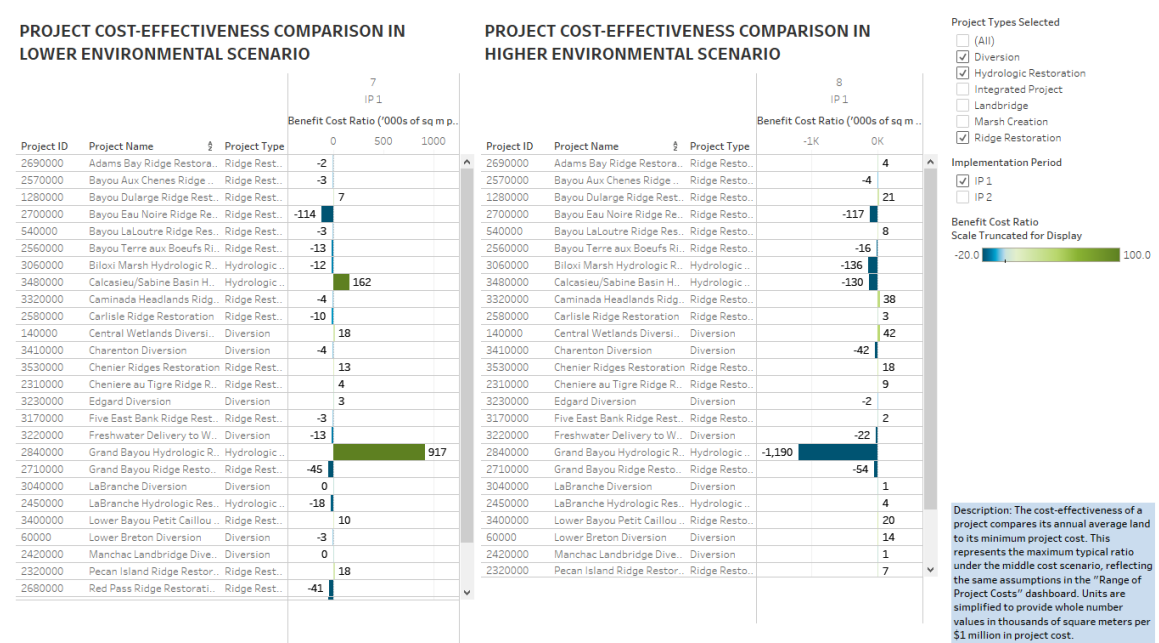 PROJECT COST-EFFECTIVENESS COMPARISON IN
LOWER ENVIRONMENTAL SCENARIO
7
IP 1
Benefit Cost Ratio ('000s of sq m p..
Project ID Project Name Project Type 0 500 1000
2690000 Adams Bay Ridge Restora.. Ridge Rest.. -2
2570000 Bayou Aux Chenes Ridge .. Ridge Rest.. -3
1280000 Bayou Dularge Ridge Rest.. Ridge Rest.. 7
2700000 Bayou Eau Noire Ridge Re.. Ridge Rest.. -114
540000 Bayou LaLoutre Ridge Res.. Ridge Rest.. -3
2560000 Bayou Terre aux Boeufs Ri.. Ridge Rest.. -13
3060000 Biloxi Marsh Hydrologic R.. Hydrologic .. -12
3480000 Calcasieu/Sabine Basin H.. Hydrologic .. 162
3320000 Caminada Headlands Ridg.. Ridge Rest.. -4
2580000 Carlisle Ridge Restoration Ridge Rest.. -10
140000 Central Wetlands Diversi.. Diversion 18
3410000 Charenton Diversion Diversion -4
3530000 Chenier Ridges Restoration Ridge Rest.. 13
2310000 Cheniere au Tigre Ridge R.. Ridge Rest.. 4
3230000 Edgard Diversion Diversion 3
3170000 Five East Bank Ridge Rest.. Ridge Rest.. -3
3220000 Freshwater Delivery to W.. Diversion -13
2840000 Grand Bayou Hydrologic R.. Hydrologic .. 917
2710000 Grand Bayou Ridge Resto.. Ridge Rest.. -45
3040000 LaBranche Diversion Diversion 0
2450000 LaBranche Hydrologic Res.. Hydrologic .. -18
3400000 Lower Bayou Petit Caillou .. Ridge Rest.. 10
60000 Lower Breton Diversion Diversion -3
2420000 Manchac Landbridge Dive.. Diversion 0
2320000 Pecan Island Ridge Restor.. Ridge Rest.. 18
2680000 Red Pass Ridge Restorati.. Ridge Rest.. -41
PROJECT COST-EFFECTIVENESS COMPARISON IN
HIGHER ENVIRONMENTAL SCENARIO
8
IP 1
Benefit Cost Ratio ('000s of sq m ..
Project ID Project Name Project Type -1K 0K
2690000 Adams Bay Ridge Restora.. Ridge Resto.. 4
2570000 Bayou Aux Chenes Ridge .. Ridge Resto.. -4
1280000 Bayou Dularge Ridge Rest.. Ridge Resto.. 21
2700000 Bayou Eau Noire Ridge Re.. Ridge Resto.. -117
540000 Bayou LaLoutre Ridge Res.. Ridge Resto.. 8
2560000 Bayou Terre aux Boeufs Ri.. Ridge Resto.. -16
3060000 Biloxi Marsh Hydrologic R.. Hydrologic .. -136
3480000 Calcasieu/Sabine Basin H.. Hydrologic .. -130
3320000 Caminada Headlands Ridg.. Ridge Resto.. 38
2580000 Carlisle Ridge Restoration Ridge Resto.. 3
140000 Central Wetlands Diversi.. Diversion 42
3410000 Charenton Diversion Diversion -42
3530000 Chenier Ridges Restoration Ridge Resto.. 18
2310000 Cheniere au Tigre Ridge R.. Ridge Resto.. 9
3230000 Edgard Diversion Diversion -2
3170000 Five East Bank Ridge Rest.. Ridge Resto.. 2
3220000 Freshwater Delivery to W.. Diversion -22
2840000 Grand Bayou Hydrologic R.. Hydrologic .. -1,190
2710000 Grand Bayou Ridge Resto.. Ridge Resto.. -54
3040000 LaBranche Diversion Diversion 1
2450000 LaBranche Hydrologic Res.. Hydrologic .. 4
3400000 Lower Bayou Petit Caillou .. Ridge Resto.. 20
60000 Lower Breton Diversion Diversion 14
2420000 Manchac Landbridge Dive.. Diversion 1
2320000 Pecan Island Ridge Restor.. Ridge Resto.. 7
Project Types Selected
(All)
Diversion
Hydrologic Restoration
Integrated Project
Landbridge
Marsh Creation
Ridge Restoration
Implementation Period
IP 1
IP 2
Benefit Cost Ratio
Scale Truncated for Display
-20.0 100.0
Description: The cost-effectiveness of a
project compares its annual average land
to its minimum project cost. This
represents the maximum typical ratio
under the middle cost scenario, reflecting
the same assumptions in the "Range of
Project Costs" dashboard. Units are
simplified to provide whole number
values in thousands of square meters per
$1 million in project cost.